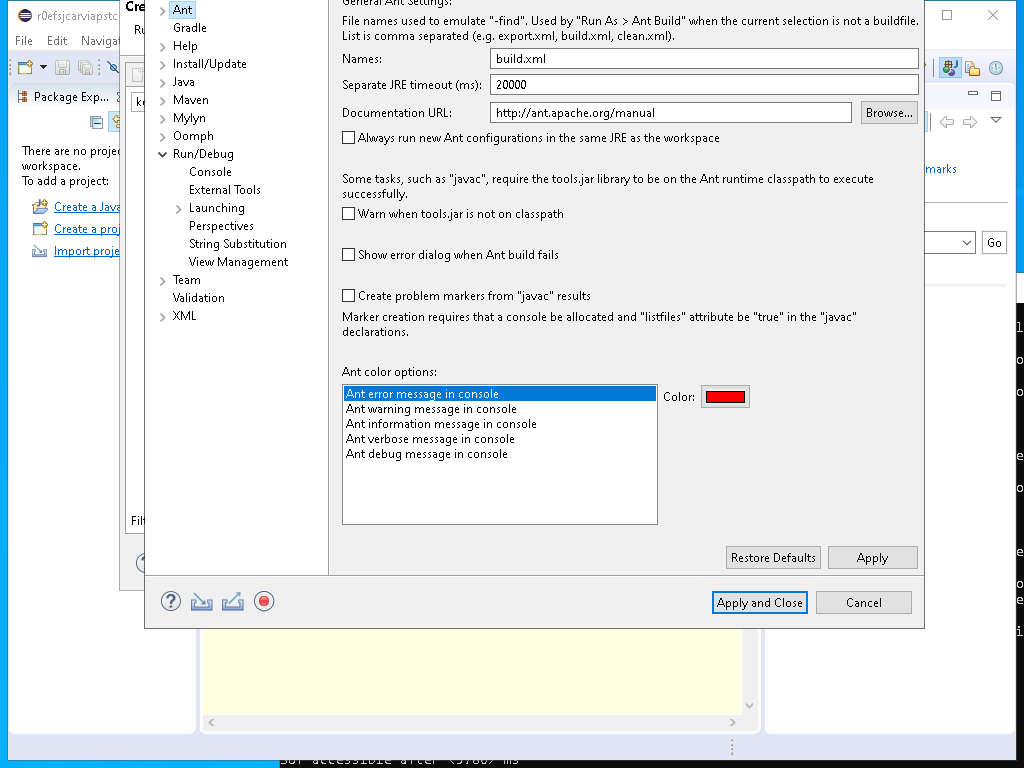 r0efsjcarviapstc
File Edit Navigat
Package Exp...
There are no projec
workspace.
To add a project:
Create a Java
Create a proj
Import proje
Cre
Ru
Filt
Ant
Gradle
Help
Install/Update
Java
Maven
Mylyn
Oomph
Run/Debug
Console
External Tools
Launching
Perspectives
String Substitution
View Management
Team
Validation
XML
General Ant Settings:
File names used to emulate "-find". Used by "Run As > Ant Build" when the current selection is not a buildfile.
List is comma separated (e.g. export.xml, build.xml, clean.xml).
Names: build.xml
Separate JRE timeout (ms): 20000
Documentation URL: http://ant.apache.org/manual Browse...
Always run new Ant configurations in the same JRE as the workspace
Some tasks, such as "javac", require the tools.jar library to be on the Ant runtime classpath to execute
successfully.
Warn when tools.jar is not on classpath
Show error dialog when Ant build fails
Create problem markers from "javac" results
Marker creation requires that a console be allocated and "listfiles" attribute be "true" in the "javac"
declarations.
Ant color options:
Ant error message in console
Ant warning message in console
Ant information message in console
Ant verbose message in console
Ant debug message in console
Color:
Restore Defaults Apply
Apply and Close Cancel
marks
Go